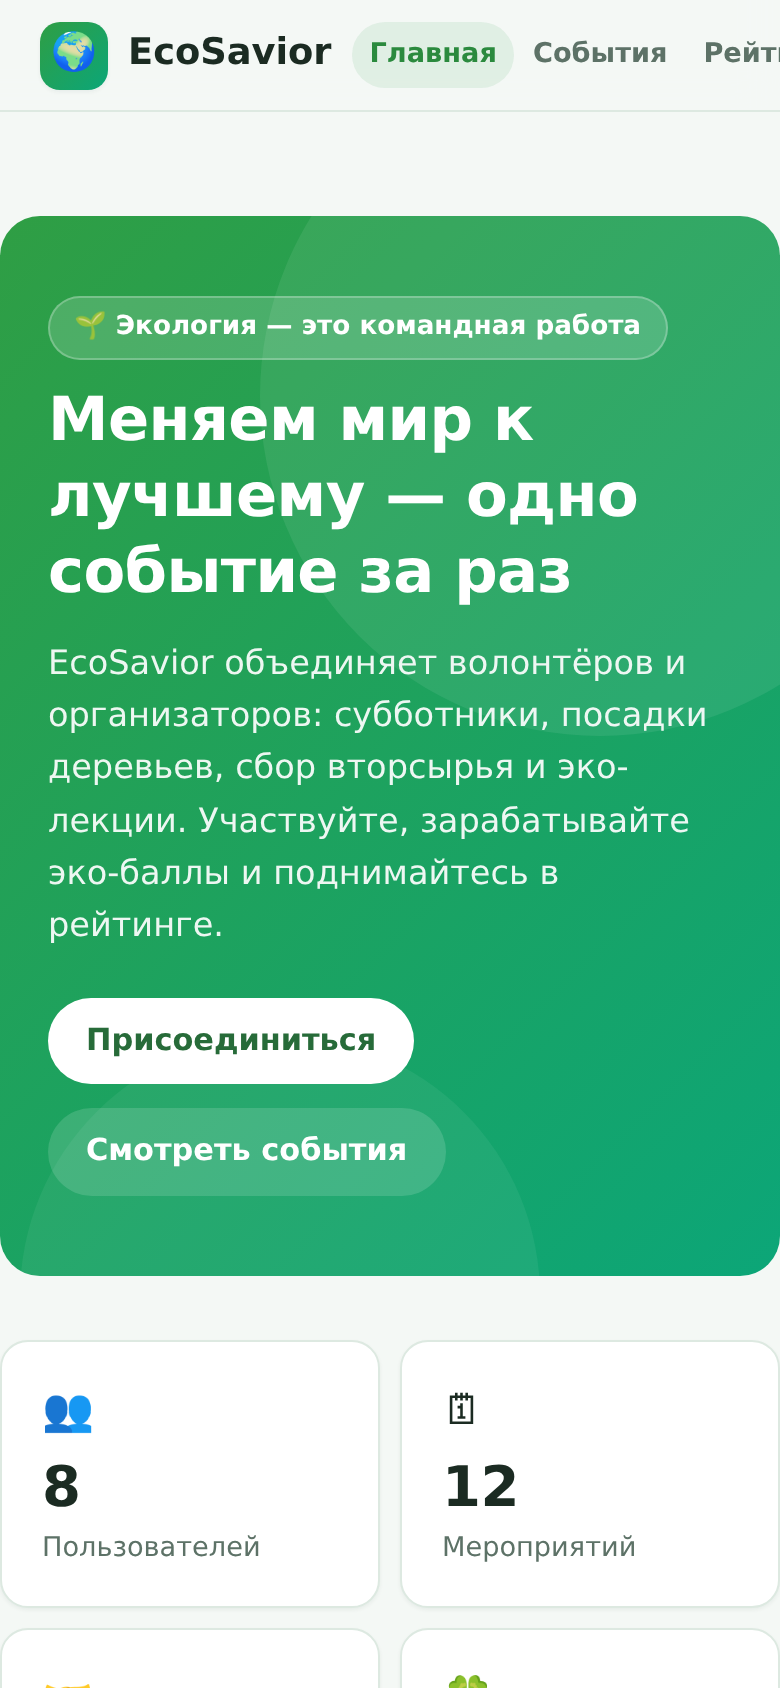 EcoSavior Главная События
Экология — это командная работа
Меняем мир к
лучшему — одно
событие за раз
EcoSavior объединяет волонтёров и
организаторов: субботники, посадки
деревьев, сбор вторсырья и эко-
лекции. Участвуйте, зарабатывайте
эко-баллы и поднимайтесь в
рейтинге.
Присоединиться
Смотреть события
8
Пользователей
12
Мероприятий